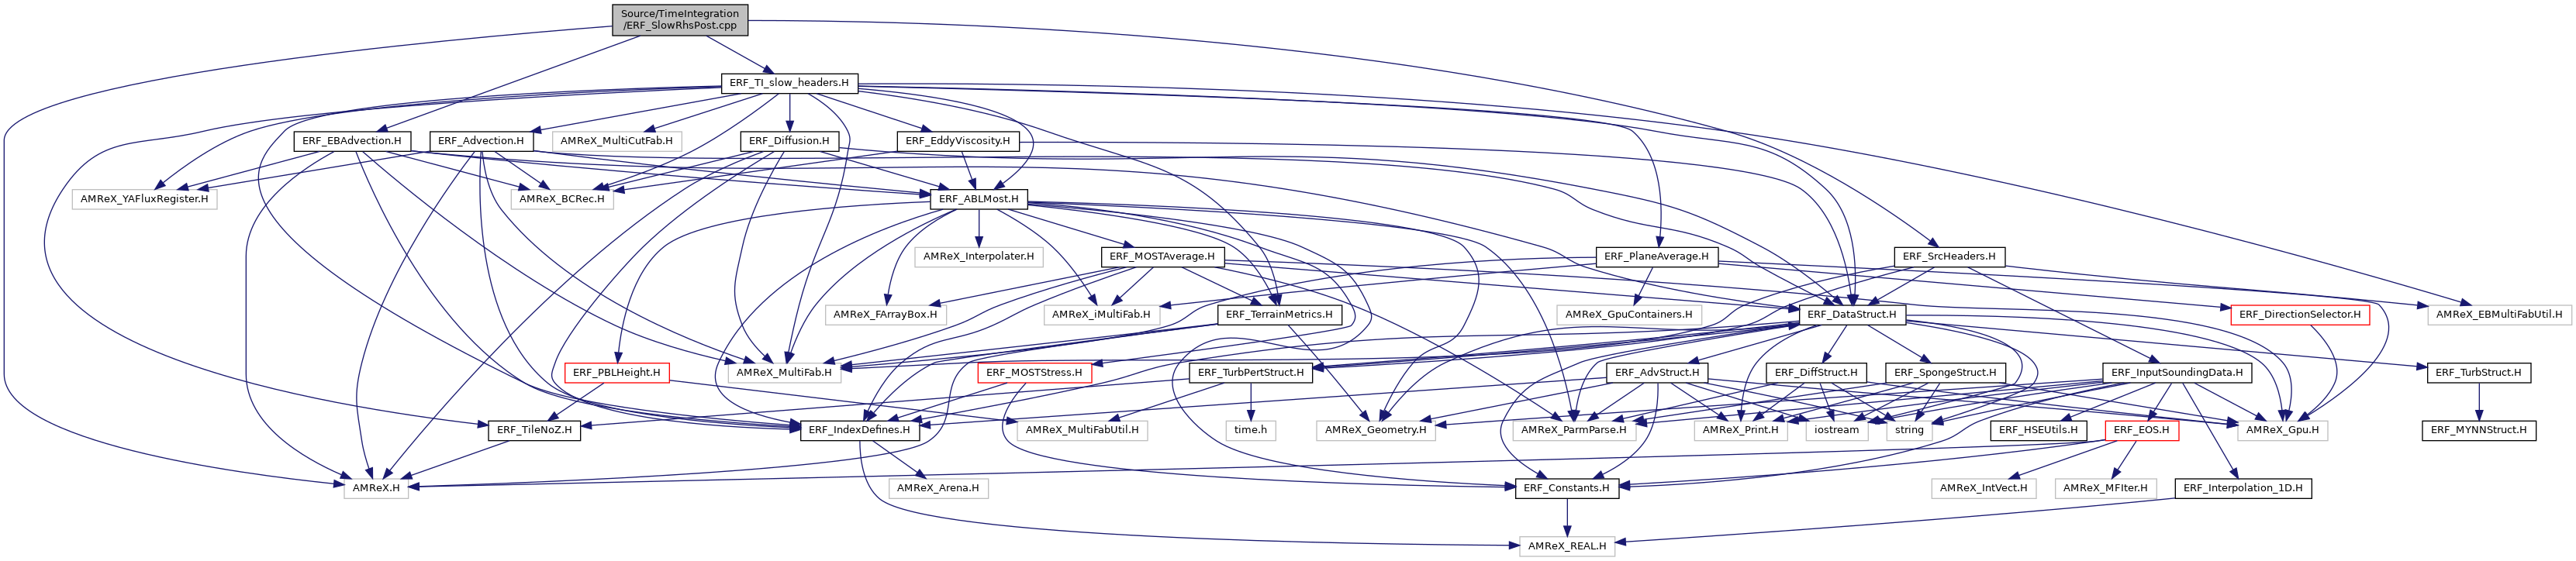 Source/TimeIntegration
/ERF_SlowRhsPost.cpp
ERF_TI_slow_headers.H
ERF_EBAdvection.H
ERF_Advection.H
AMReX_MultiCutFab.H
ERF_Diffusion.H
ERF_EddyViscosity.H
AMReX_YAFluxRegister.H
AMReX_BCRec.H
ERF_ABLMost.H
AMReX_Interpolater.H
ERF_MOSTAverage.H
ERF_PlaneAverage.H
ERF_SrcHeaders.H
AMReX_FArrayBox.H
AMReX_iMultiFab.H
ERF_TerrainMetrics.H
AMReX_GpuContainers.H
ERF_DataStruct.H
ERF_DirectionSelector.H
AMReX_EBMultiFabUtil.H
ERF_PBLHeight.H
AMReX_MultiFab.H
ERF_MOSTStress.H
ERF_TurbPertStruct.H
ERF_AdvStruct.H
ERF_DiffStruct.H
ERF_SpongeStruct.H
ERF_InputSoundingData.H
ERF_TurbStruct.H
ERF_TileNoZ.H
ERF_IndexDefines.H
AMReX_MultiFabUtil.H
time.h
AMReX_Geometry.H
AMReX_ParmParse.H
AMReX_Print.H
iostream
string
ERF_HSEUtils.H
ERF_EOS.H
AMReX_Gpu.H
ERF_MYNNStruct.H
AMReX.H
AMReX_Arena.H
ERF_Constants.H
AMReX_IntVect.H
AMReX_MFIter.H
ERF_Interpolation_1D.H
AMReX_REAL.H